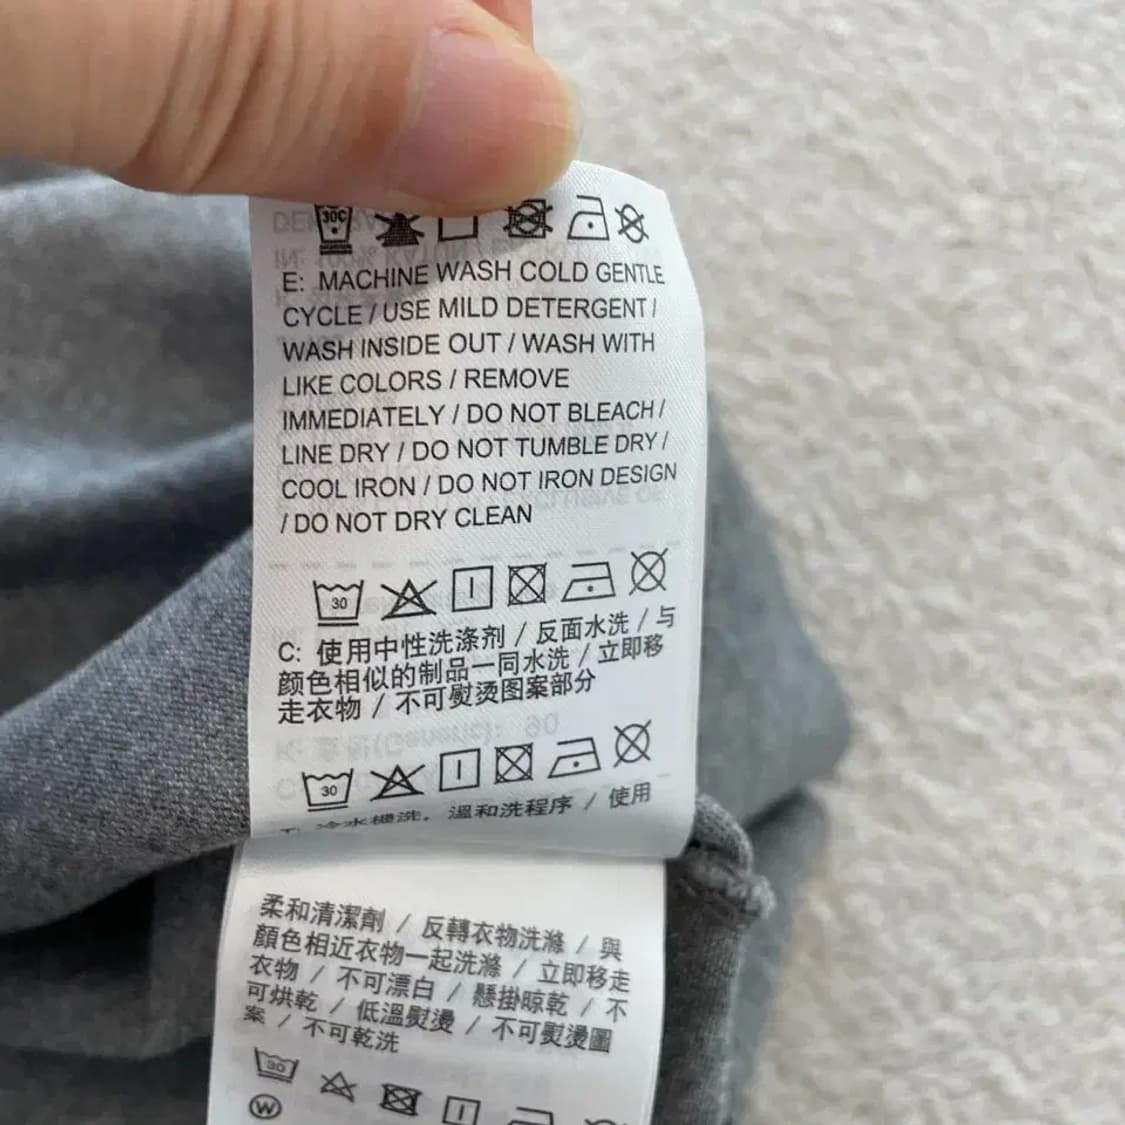 30C
E: MACHINE WASH COLD GENTLE
CYCLE / USE MILD DETERGENT /
WASH INSIDE OUT / WASH WITH
LIKE COLORS / REMOVE
IMMEDIATELY / DO NOT BLEACH /
LINE DRY / DO NOT TUMBLE DRY /
COOL IRON / DO NOT IRON DESIGN
/ DO NOT DRY CLEAN
30
C: 使用中性洗涤剂 / 反面水洗 / 与
颜色相似的制品一同水洗 / 立即移
走衣物 / 不可熨烫图案部分
30
冷水機洗，溫和洗程序 / 使用
柔和清潔劑 / 反轉衣物洗滌 / 與
顏色相近衣物一起洗滌 / 立即移走
衣物 / 不可漂白 / 懸掛晾乾 / 不
可烘乾 / 低溫熨燙 / 不可熨燙圖
案 / 不可乾洗
30
W